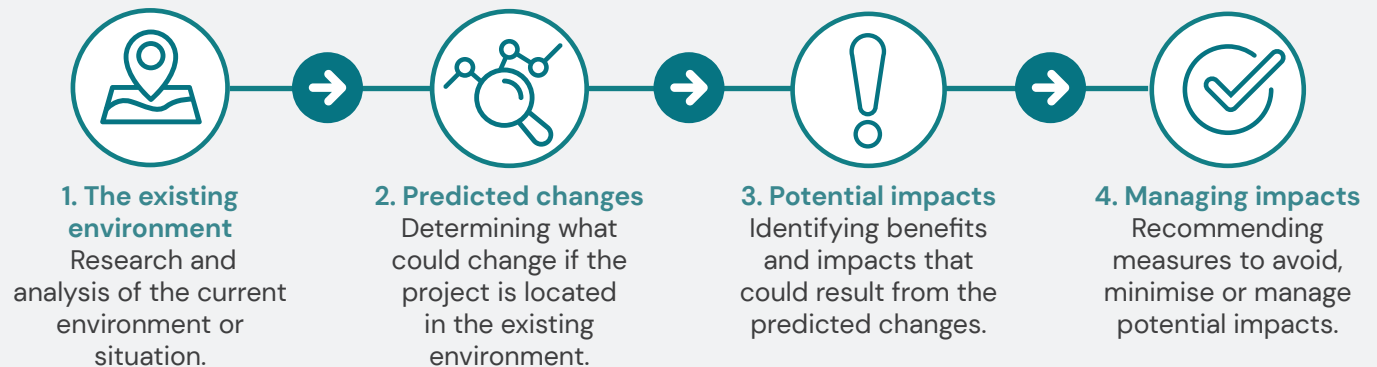 1. The existing
environment
Research and
analysis of the current
environment or
situation.
2. Predicted changes
Determining what
could change if the
project is located
in the existing
environment.
3. Potential impacts
Identifying benefits
and impacts that
could result from the
predicted changes.
4. Managing impacts
Recommending
measures to avoid,
minimise or manage
potential impacts.